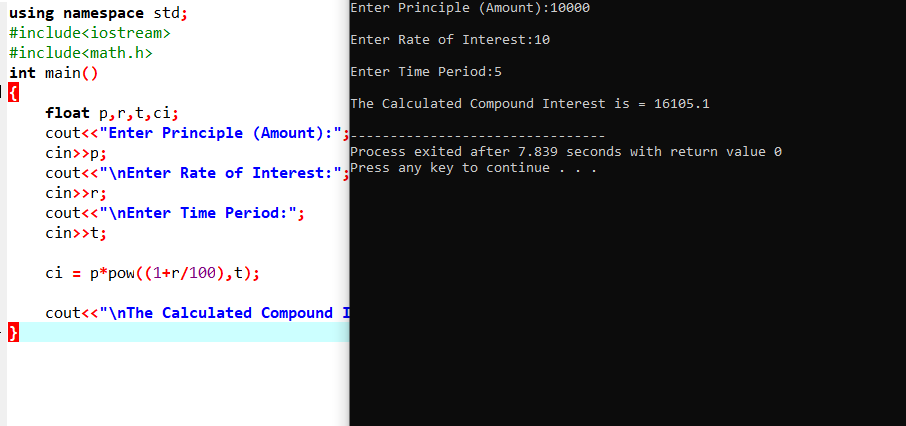 using namespace std;
#include<iostream>
#include<math.h>
int main()
{
float p,r,t,ci;
cout<<"Enter Principle (Amount):";
cin>>p;
cout<<"\nEnter Rate of Interest:";
cin>>r;
cout<<"\nEnter Time Period:";
cin>>t;
ci = p*pow((1+r/100),t);
cout<<"\nThe Calculated Compound I
}
Enter Principle (Amount):10000
Enter Rate of Interest:10
Enter Time Period:5
The Calculated Compound Interest is = 16105.1
--------------------------------
Process exited after 7.839 seconds with return value 0
Press any key to continue . . .